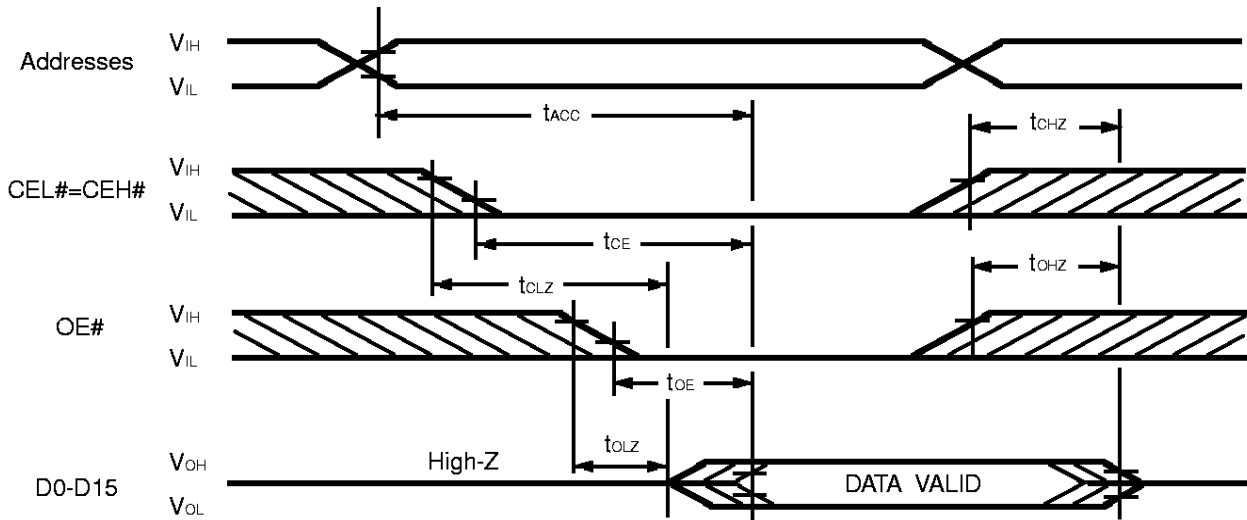 Addresses
VIH
VIL
tACC
tCHZ
CEL#=CEH#
VIH
VIL
tCE
tOHZ
tCLZ
OE#
VIH
VIL
tOE
tOLZ
High-Z
D0-D15
VOH
VOL
DATA VALID